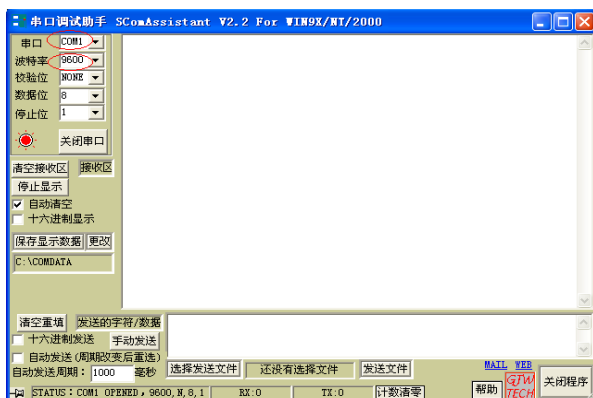 串口调试助手 SComAssistant V2.2 For WIN9X/NT/2000
串口 COM1
波特率 9600
校验位 NONE
数据位 8
停止位 1
关闭串口
清空接收区 接收区
停止显示
自动清空
十六进制显示
保存显示数据 更改
C:\COMDATA
清空重填 发送的字符/数据
十六进制发送 手动发送
自动发送(周期改变后重选)
自动发送周期: 1000 毫秒 选择发送文件 还没有选择文件 发送文件 MAIL WEB
STATUS：COM1 OPENED，9600,N,8,1 RX:0 TX:0 计数清零 帮助 GJW TECH 关闭程序